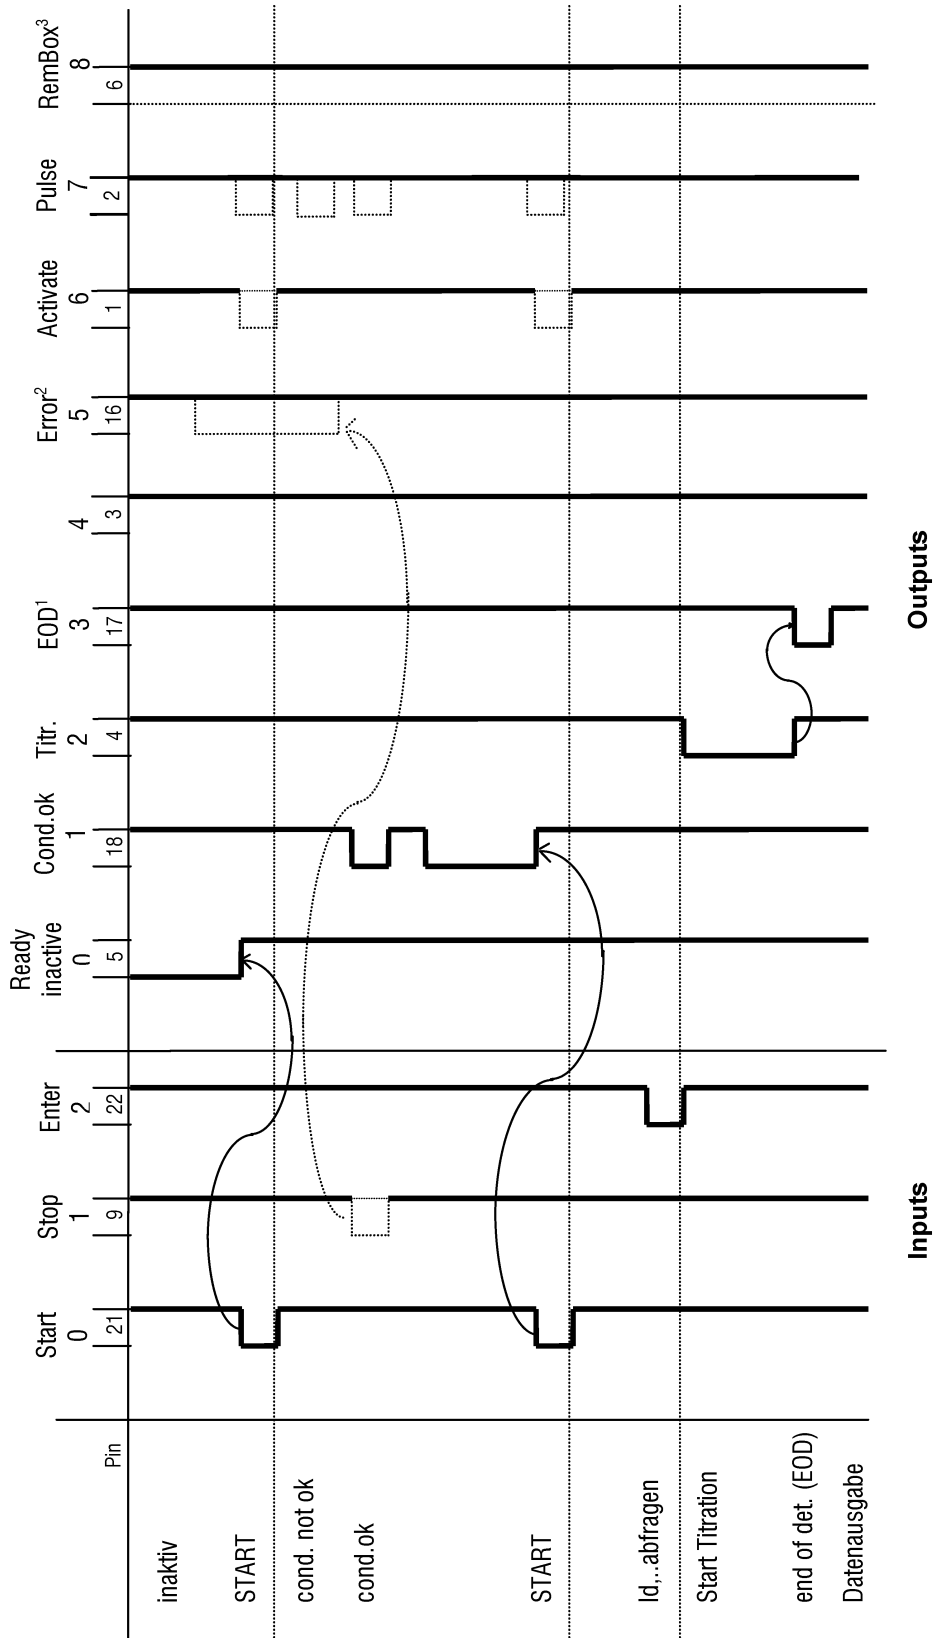 Pin
inaktiv
START
cond. not ok
cond.ok
START
Id,..abfragen
Start Titration
end of det. (EOD)
Datenausgabe
Inputs
Start
0
21
Stop
1
9
Enter
2
22
Outputs
Ready
inactive
0
5
Cond.ok
1
18
Titr.
2
4
EOD¹
3
17
4
3
Error²
5
16
Activate
6
1
Pulse
7
2
RemBox³
8
6